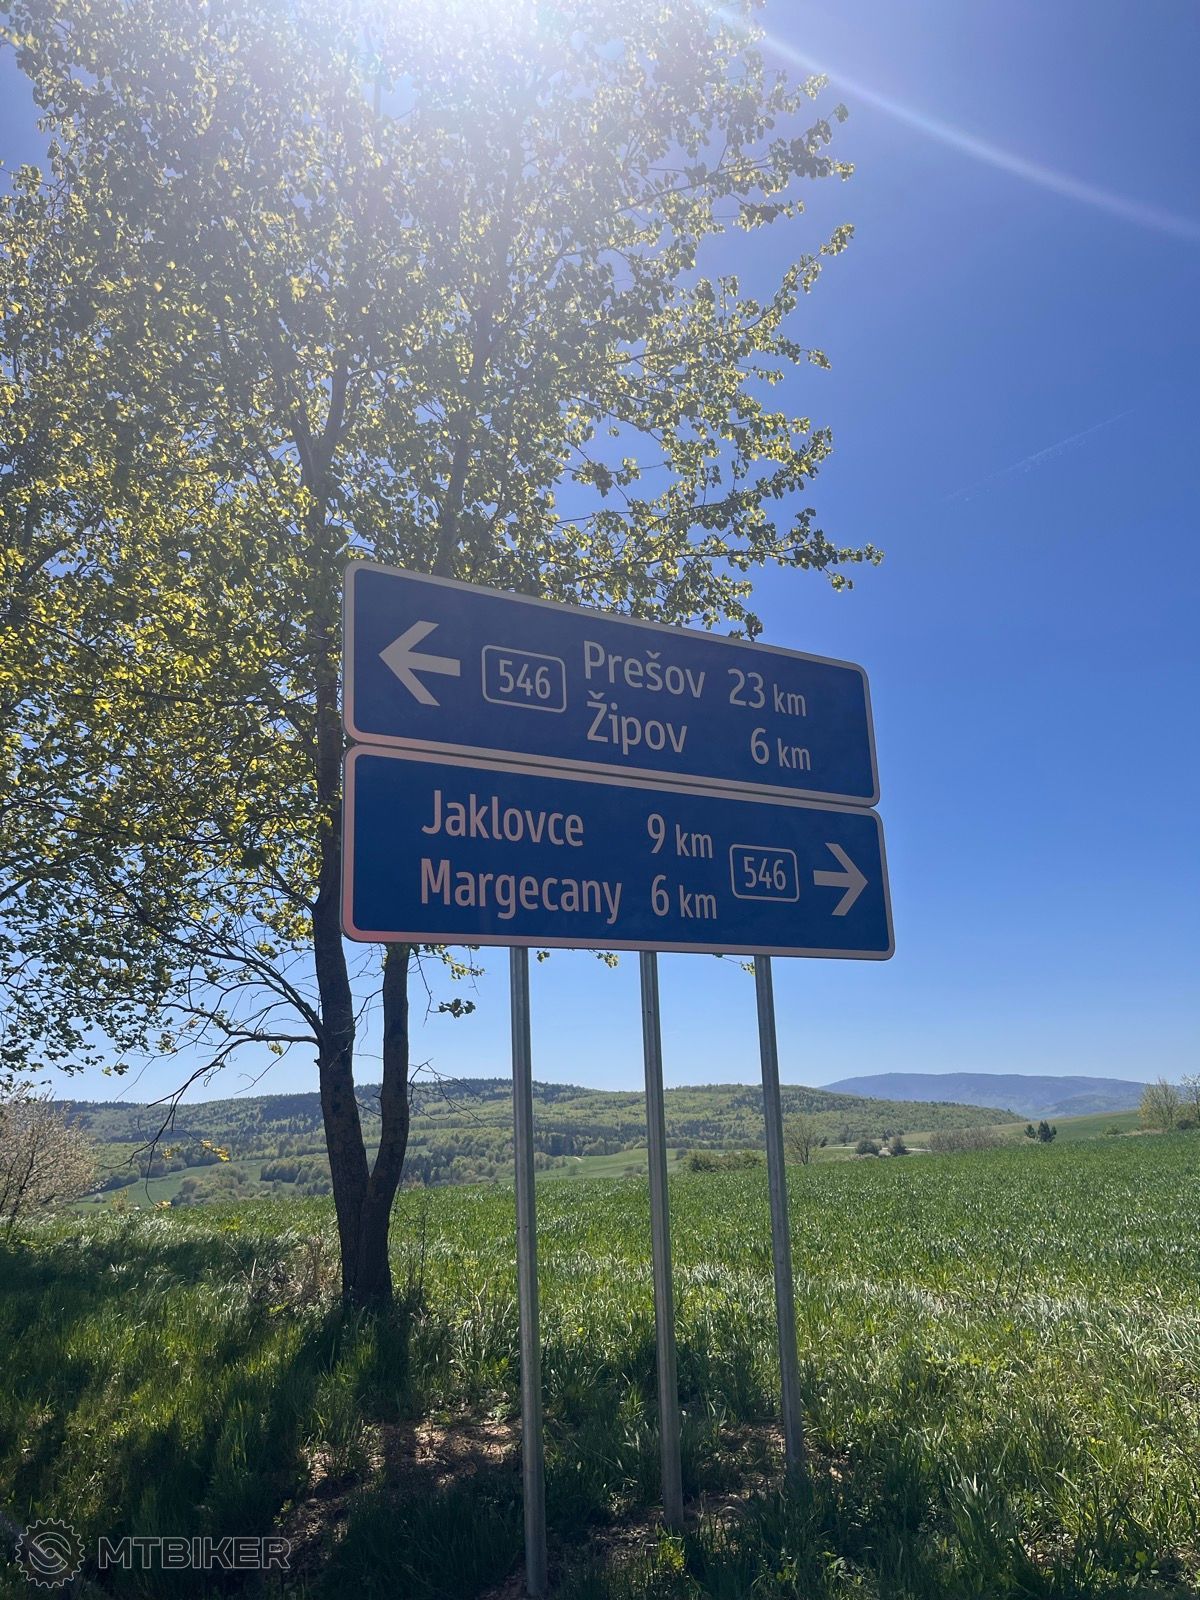 546 Prešov 23 km
Žipov 6 km
Jaklovce 9 km
Margecany 6 km 546
MTBIKER